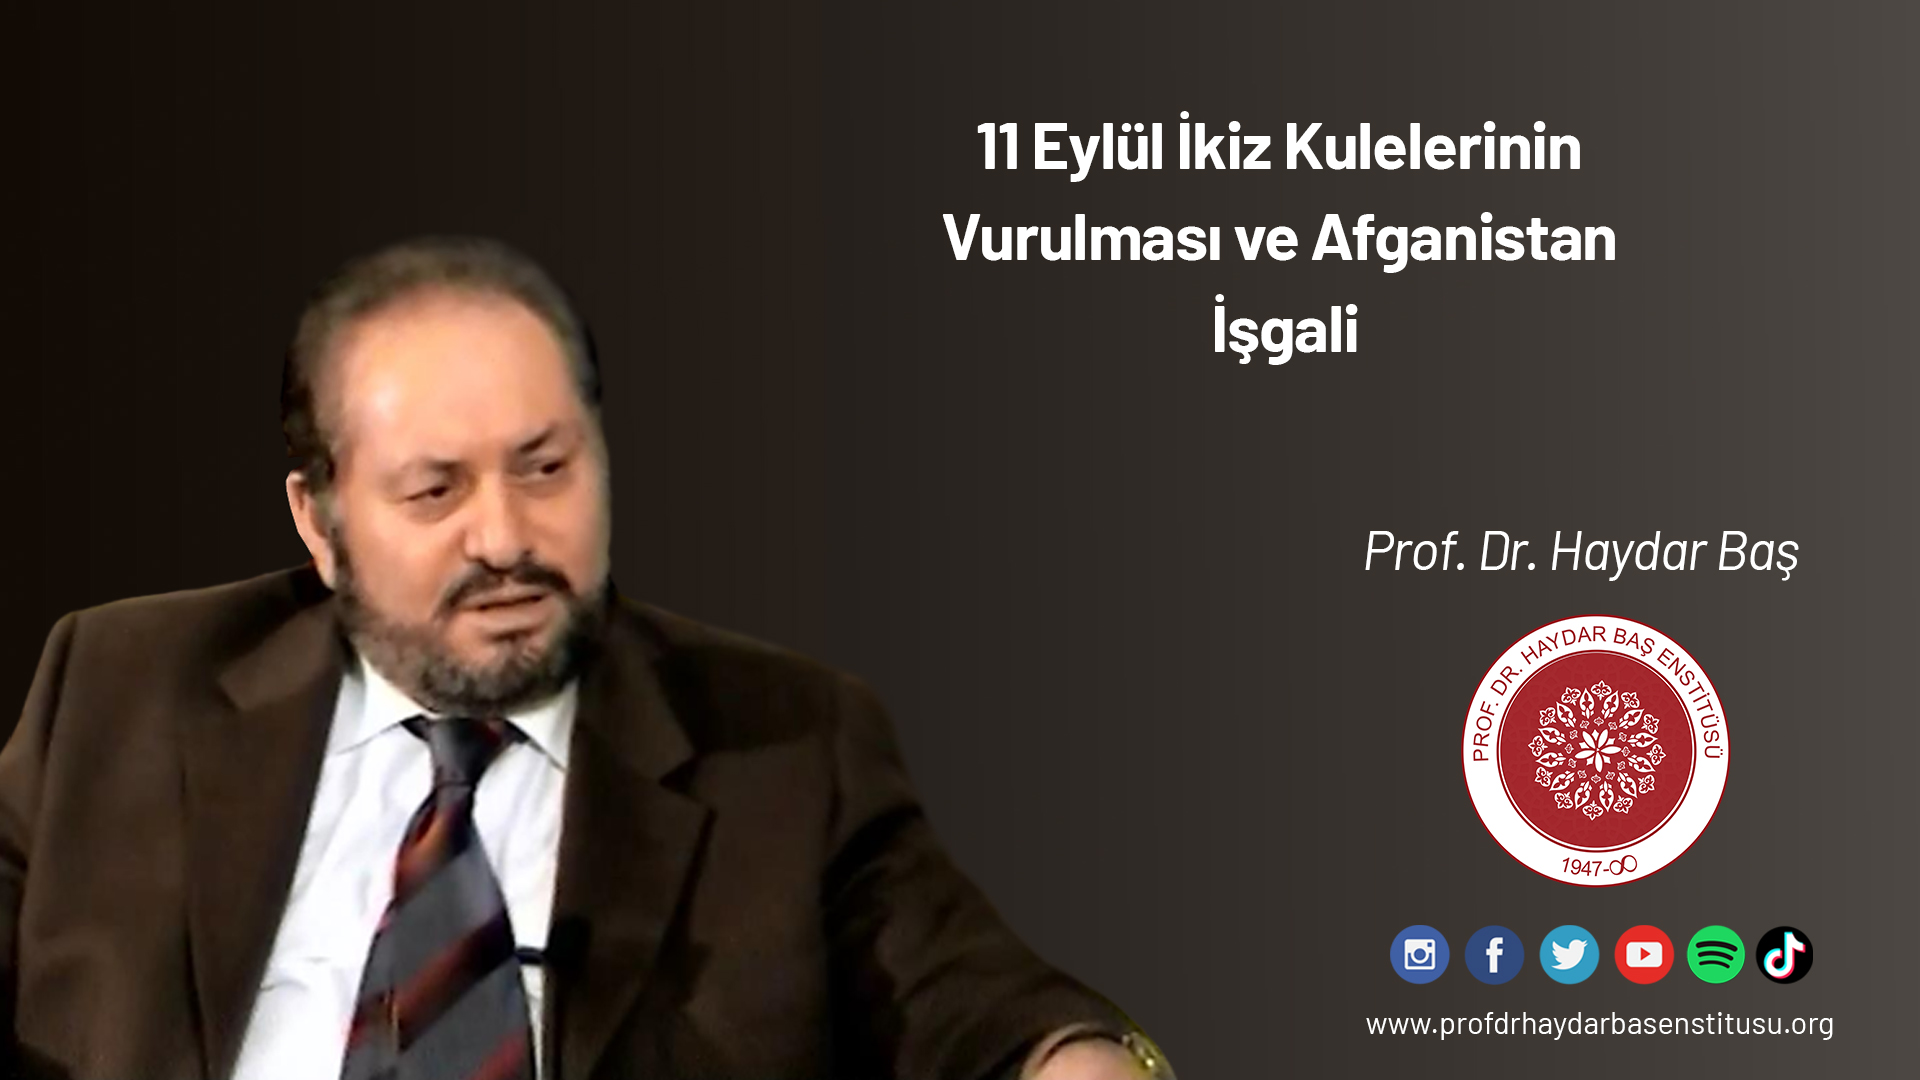 11 Eylül İkiz Kulelerinin
Vurulması ve Afganistan
İşgali
Prof. Dr. Haydar Baş
PROF. DR. HAYDAR BAŞ ENSTİTÜSÜ
1947-∞
www.profdrhaydarbasenstitusu.org